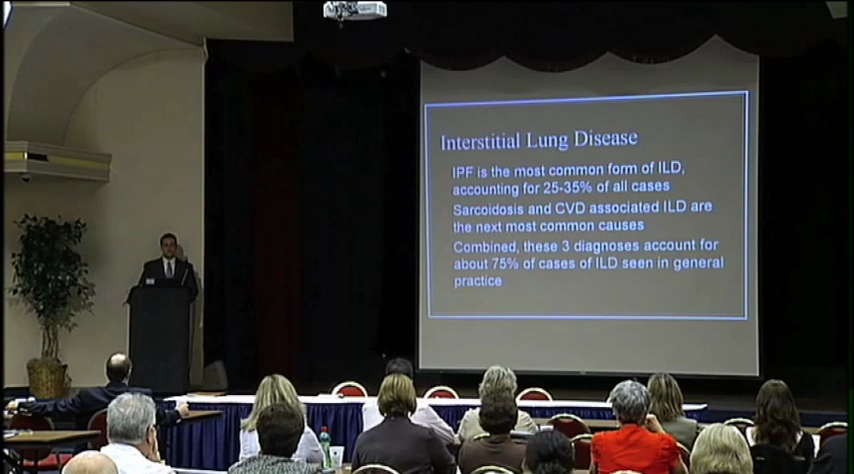 Interstitial Lung Disease
IPF is the most common form of ILD,
accounting for 25-35% of all cases
Sarcoidosis and CVD associated ILD are
the next most common causes
Combined, these 3 diagnoses account for
about 75% of cases of ILD seen in general
practice